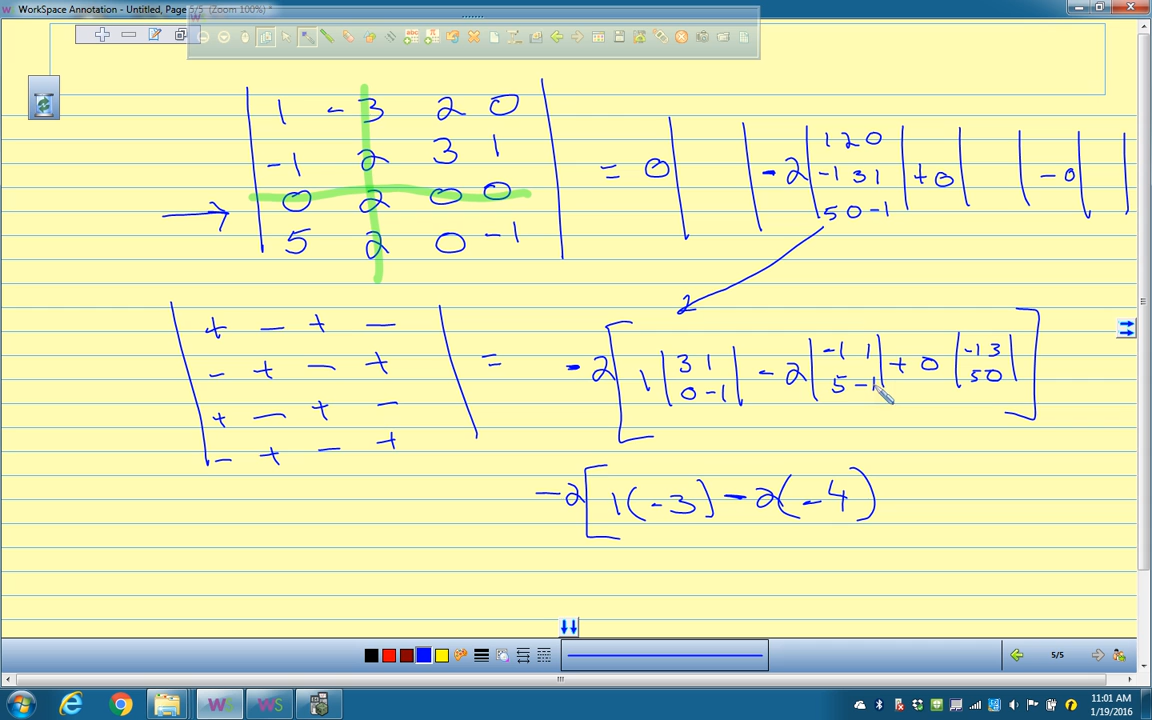 WorkSpace Annotation - Untitled, Page 5/5 (Zoom 100%) *
1 -3 2 0
-1 2 3 1
0 2 0 0
5 2 0 -1
= 0| | -2|1 2 0 + 0| | - 0| |
-1 3 1
5 0 -1|
2
+ - + -
- + - +
+ - + -
- + - +
= -2[1|3 1 - 2|-1 1 + 0|-1 3
0 -1| 5 -1| 5 0|]
-2[1(-3) - 2(-4)
5/5
11:01 AM
1/19/2016